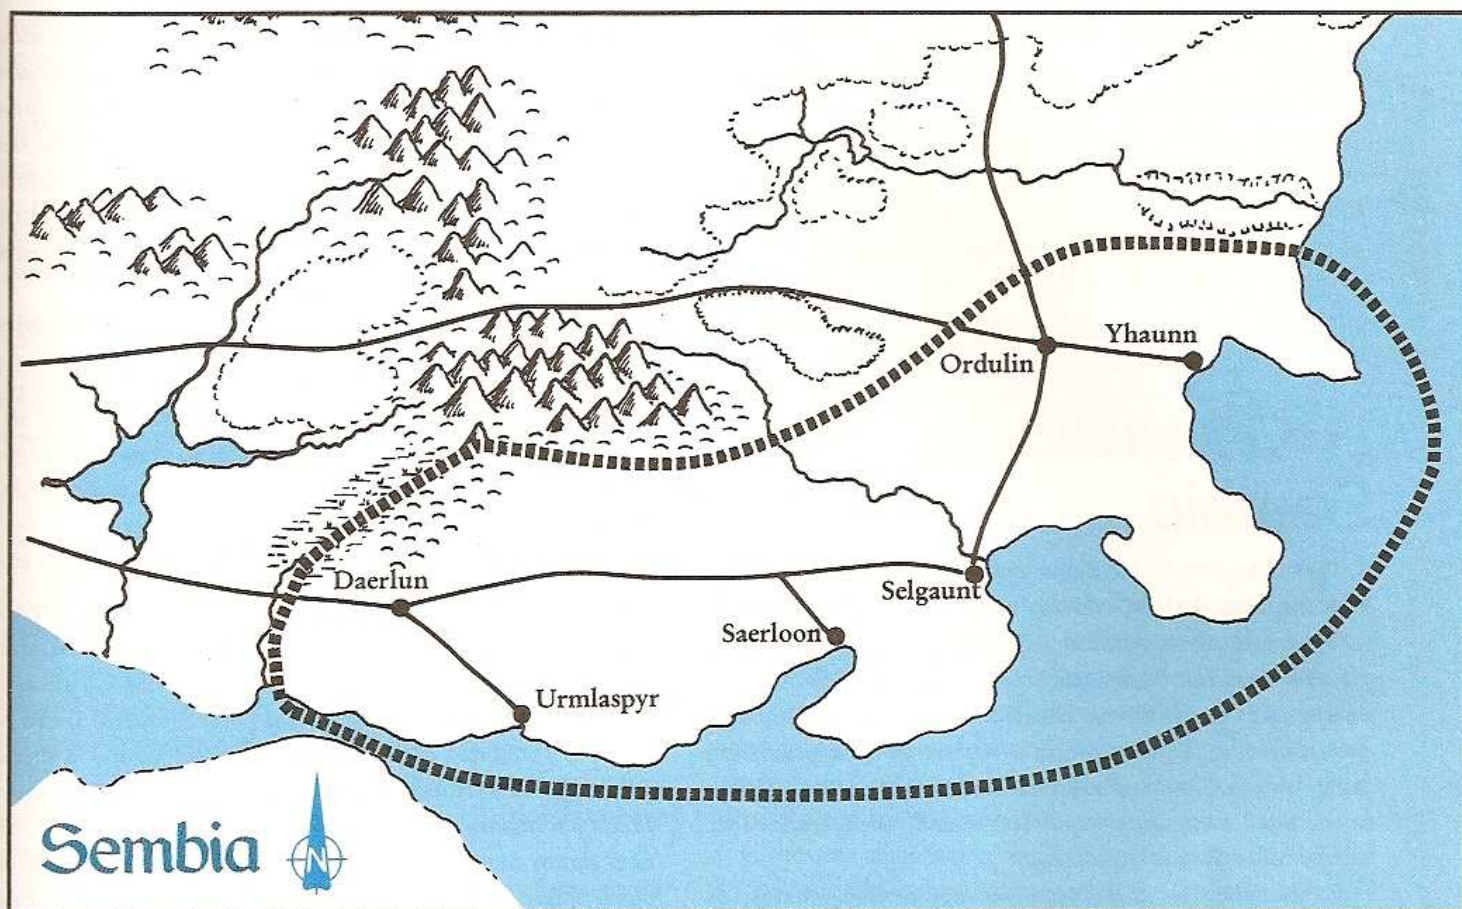 Yhaunn
Ordulin
Daerlun
Selgaunt
Saerloon
Urmlaspyr
Sembia
N